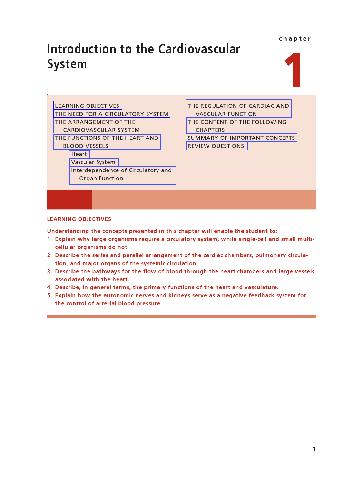 chapter
Introduction to the Cardiovascular
System
1
LEARNING OBJECTIVES
THE NEED FOR A CIRCULATORY SYSTEM
THE ARRANGEMENT OF THE
CARDIOVASCULAR SYSTEM
THE FUNCTIONS OF THE HEART AND
BLOOD VESSELS
Heart
Vascular System
Interdependence of Circulatory and
Organ Function
THE REGULATION OF CARDIAC AND
VASCULAR FUNCTION
THE CONTENT OF THE FOLLOWING
CHAPTERS
SUMMARY OF IMPORTANT CONCEPTS
REVIEW QUESTIONS
LEARNING OBJECTIVES
Understanding the concepts presented in this chapter will enable the student to:
1. Explain why large organisms require a circulatory system, while single-cell and small multi-
cellular organisms do not.
2. Describe the series and parallel arrangement of the cardiac chambers, pulmonary circula-
tion, and major organs of the systemic circulation.
3. Describe the pathways for the flow of blood through the heart chambers and large vessels
associated with the heart.
4. Describe, in general terms, the primary functions of the heart and vasculature.
5. Explain how the autonomic nerves and kidneys serve as a negative feedback system for
the control of arterial blood pressure.
1